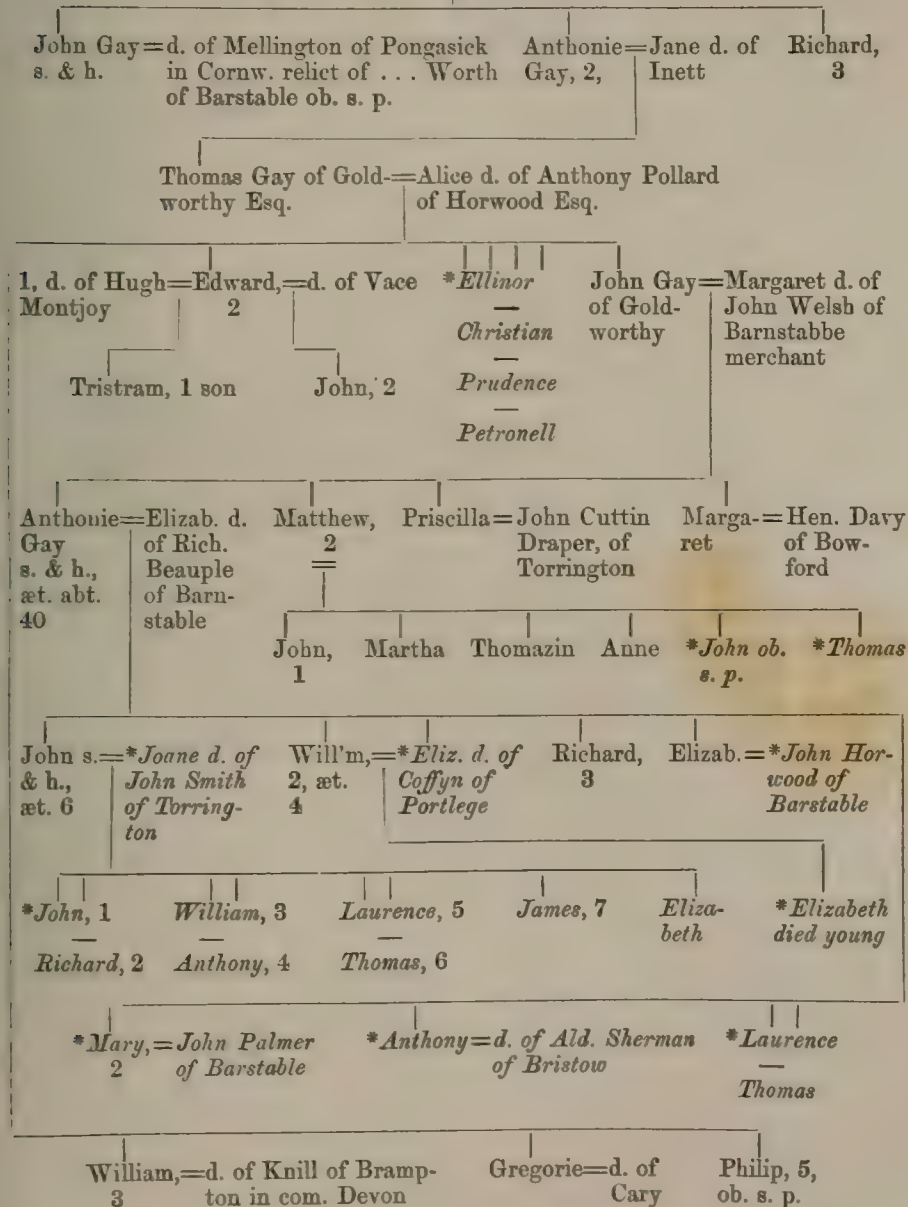 John Gay=d. of Mellington of Pongasick Anthonie=Jane d. of Richard,
s. & h. in Cornw. relict of ... Worth Gay, 2, Inett 3
of Barstable ob. s. p.
Thomas Gay of Gold-=Alice d. of Anthony Pollard
worthy Esq. of Horwood Esq.
1, d. of Hugh=Edward,=d. of Vace *Ellinor John Gay=Margaret d. of
Montjoy 2 — of Gold- John Welsh of
Christian worthy Barnstabbe
— merchant
Tristram, 1 son John, 2 Prudence
—
Petronell
Anthonie=Elizab. d. Matthew, Priscilla=John Cuttin Marga-=Hen. Davy
Gay of Rich. 2 Draper, of ret of Bow-
s. & h., Beauple Torrington ford
æt. abt. of Barn-
40 stable
John, Martha Thomazin Anne *John ob. *Thomas
1 s. p.
John s.=*Joane d. of Will'm,=*Eliz. d. of Richard, Elizab.=*John Hor-
& h., John Smith 2, æt. Coffyn of 3 wood of
æt. 6 of Torring- 4 Portlege Barstable
ton
*John, 1 William, 3 Laurence, 5 James, 7 Eliza- *Elizabeth
— — — beth died young
Richard, 2 Anthony, 4 Thomas, 6
*Mary,=John Palmer *Anthony=d. of Ald. Sherman *Laurence
2 of Barstable of Bristow —
Thomas
William,=d. of Knill of Bramp- Gregorie=d. of Philip, 5,
3 ton in com. Devon Cary ob. s. p.